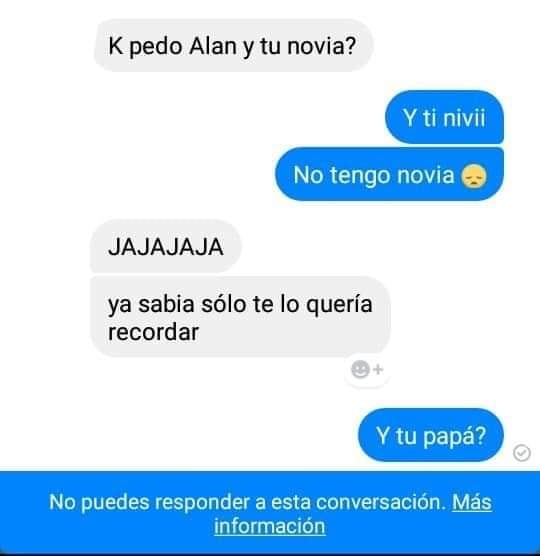 K pedo Alan y tu novia?
Y ti nivii
No tengo novia 😞
JAJAJAJA
ya sabia sólo te lo quería
recordar
Y tu papá?
No puedes responder a esta conversación. Más
información